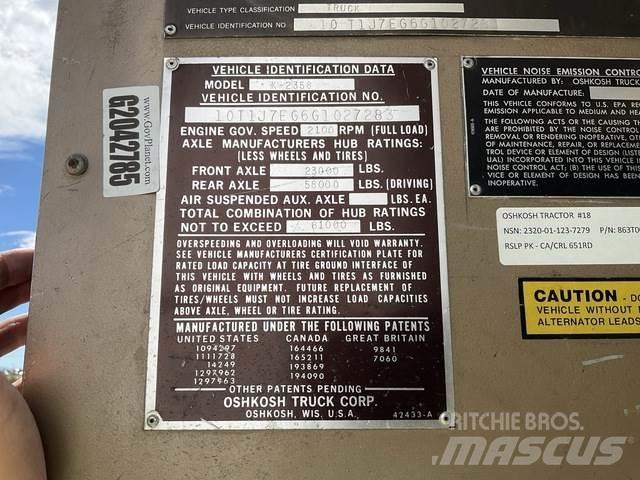 VEHICLE TYPE CLASSIFICATION TRUCK
VEHICLE IDENTIFICATION NO. 10T1J7EG6G1027283
VEHICLE IDENTIFICATION DATA
MODEL K-2358
VEHICLE IDENTIFICATION NO.
10T1J7EG6G1027283
ENGINE GOV. SPEED 2100 RPM (FULL LOAD)
AXLE MANUFACTURERS HUB RATINGS:
(LESS WHEELS AND TIRES)
FRONT AXLE 23000 LBS.
REAR AXLE 58000 LBS. (DRIVING)
AIR SUSPENDED AUX. AXLE LBS. EA.
TOTAL COMBINATION OF HUB RATINGS
NOT TO EXCEED 81000 LBS.
OVERSPEEDING AND OVERLOADING WILL VOID WARRANTY.
SEE VEHICLE MANUFACTURERS CERTIFICATION PLATE FOR
RATED LOAD CAPACITY AT TIRE GROUND INTERFACE OF
THIS VEHICLE WITH WHEELS AND TIRES AS FURNISHED
AS ORIGINAL EQUIPMENT. FUTURE REPLACEMENT OF
TIRES/WHEELS MUST NOT INCREASE LOAD CAPACITIES
ABOVE AXLE, WHEEL OR TIRE RATING.
MANUFACTURED UNDER THE FOLLOWING PATENTS
UNITED STATES CANADA GREAT BRITAIN
1094297 164466 9841
1111728 165211 7060
14249 193869
1297962 194090
1297963
OTHER PATENTS PENDING
OSHKOSH TRUCK CORP.
OSHKOSH, WIS, U.S.A. 42433-A
www.GovPlanet.com
G2042785
VEHICLE NOISE EMISSION CONTRO
MANUFACTURED BY: OSHKOSH TRUCK
DATE OF MANUFACTURE:
THIS VEHICLE CONFORMS TO U.S. EPA RE
EMISSION APPLICABLE TO MEDIUM AND HEA
THE FOLLOWING ACTS OR THE CAUSING TH
ARE PROHIBITED BY THE NOISE CONTROL
REMOVAL OR RENDERING INOPERATIVE, OT
OF MAINTENANCE, REPAIR, OR REPLACEME
TROL DEVICE OR ELEMENT OF DESIGN (LISTE
UAL) INCORPORATED INTO THIS VEHICLE I
NOISE CONTROL ACT; (B) THE USE OF THIS
VICE OR ELEMENT OF DESIGN HAS BEEN
INOPERATIVE.
OSHKOSH TRACTOR #18
NSN: 2320-01-123-7279 P/N: 863T0
RSLP PK - CA/CRL 651RD
CAUTION - DO
VEHICLE WITHOUT
ALTERNATOR LEADS
RITCHIE BROS.
MASCUS